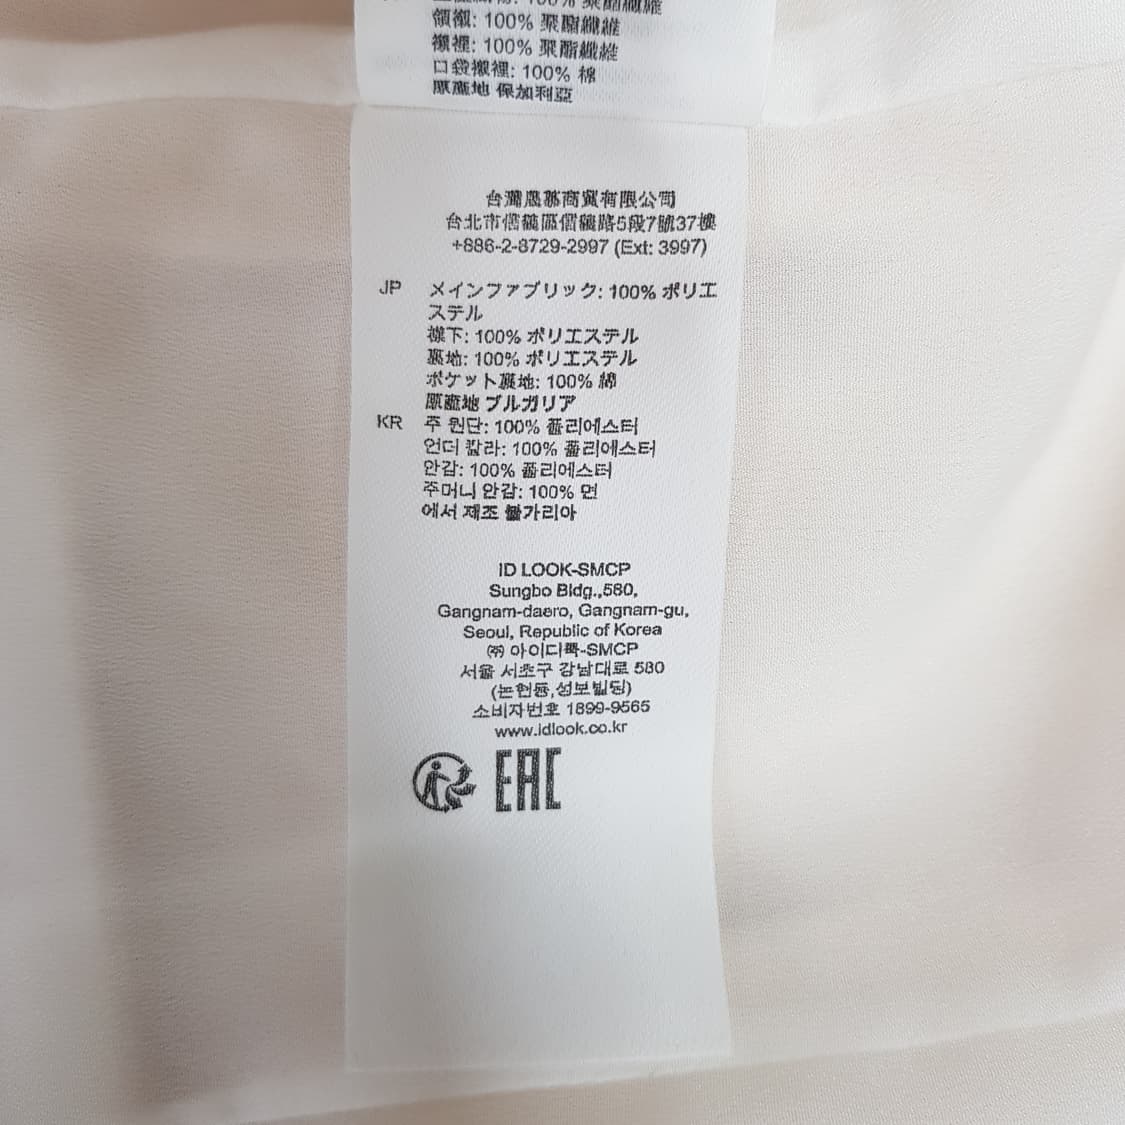 100% 聚酯纖維
領襯: 100% 聚酯纖維
襯裡: 100% 聚酯纖維
口袋襯裡: 100% 棉
原產地 保加利亞
台灣晨郁商貿有限公司
台北市信義區信義路5段7號37樓
+886-2-8729-2997 (Ext: 3997)
JP メインファブリック: 100% ポリエ
ステル
襟下: 100% ポリエステル
裏地: 100% ポリエステル
ポケット裏地: 100% 綿
原産地 ブルガリア
KR 주 원단: 100% 폴리에스터
언더 칼라: 100% 폴리에스터
안감: 100% 폴리에스터
주머니 안감: 100% 면
에서 제조 불가리아
ID LOOK-SMCP
Sungbo Bldg.,580,
Gangnam-daero, Gangnam-gu,
Seoul, Republic of Korea
㈜ 아이디룩-SMCP
서울 서초구 강남대로 580
(논현동,성보빌딩)
소비자번호 1899-9565
www.idlook.co.kr
EAC